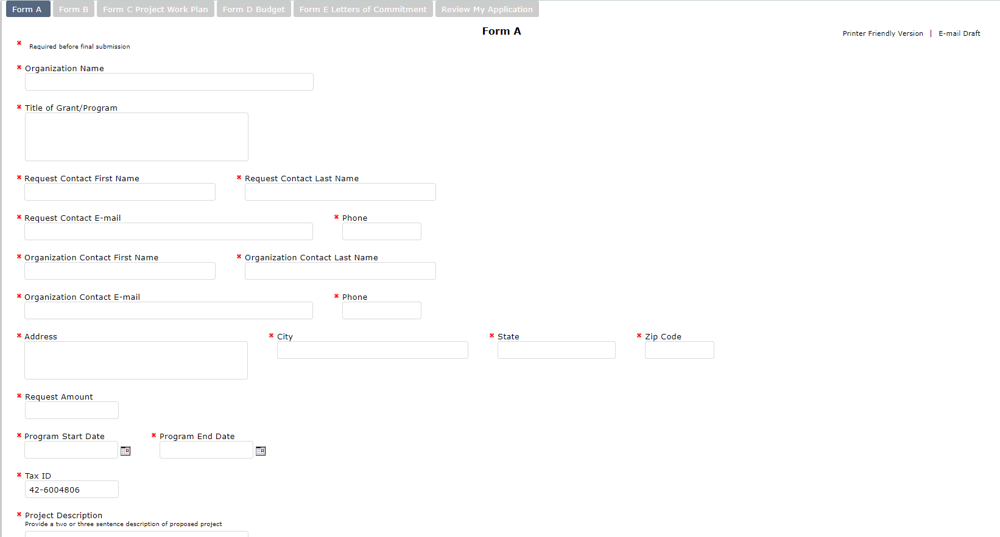 Form A Form B Form C Project Work Plan Form D Budget Form E Letters of Commitment Review My Application
Form A
Printer Friendly Version | E-mail Draft
* Required before final submission
* Organization Name
* Title of Grant/Program
* Request Contact First Name * Request Contact Last Name
* Request Contact E-mail * Phone
* Organization Contact First Name * Organization Contact Last Name
* Organization Contact E-mail * Phone
* Address * City * State * Zip Code
* Request Amount
* Program Start Date * Program End Date
* Tax ID
42-6004806
* Project Description
Provide a two or three sentence description of proposed project